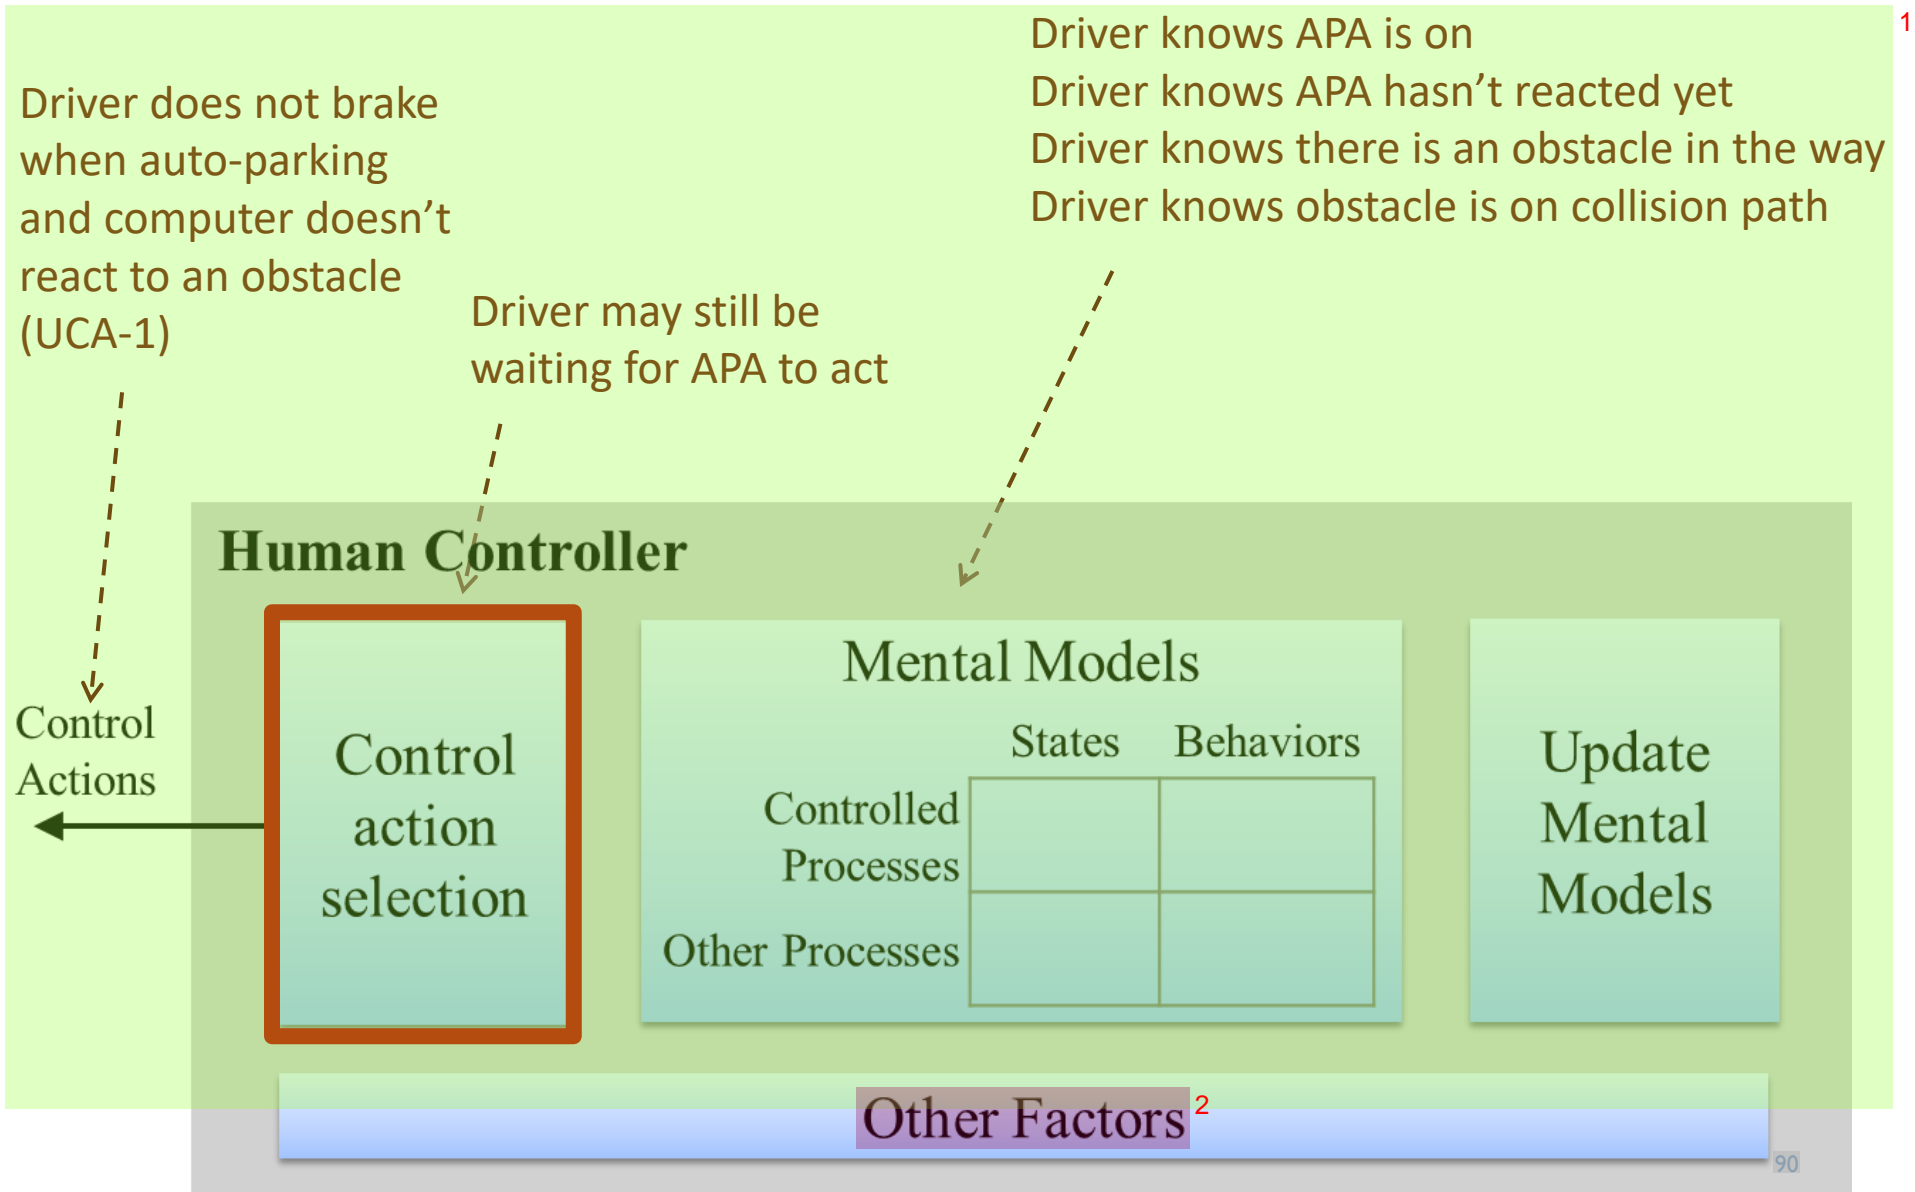 1
Driver knows APA is on
Driver knows APA hasn’t reacted yet
Driver knows there is an obstacle in the way
Driver knows obstacle is on collision path
Driver does not brake
when auto-parking
and computer doesn’t
react to an obstacle
(UCA-1)
Driver may still be
waiting for APA to act
Human Controller
Control
Actions
Control
action
selection
Mental Models
States Behaviors
Controlled
Processes
Other Processes
Update
Mental
Models
Other Factors 2
90